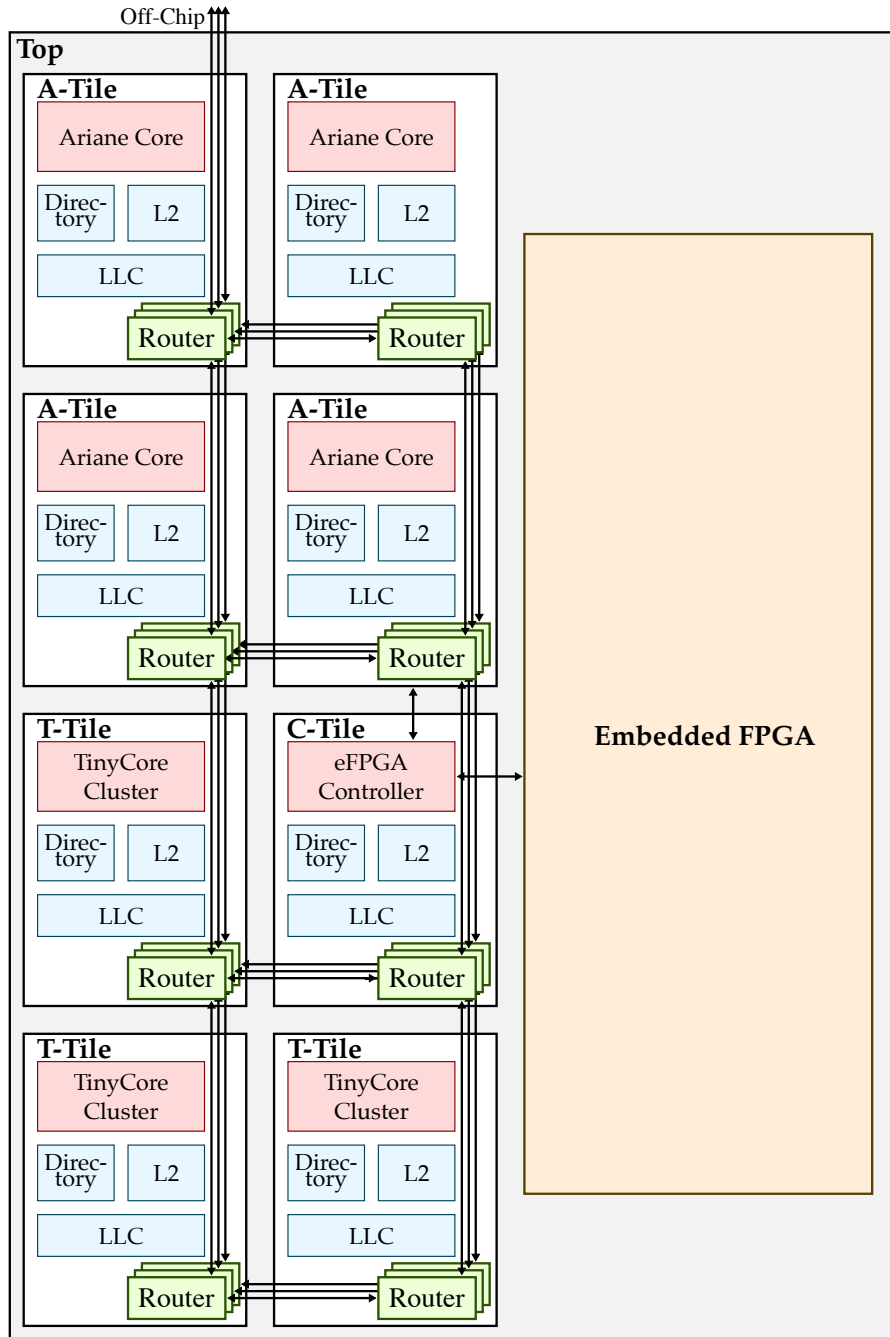 Off-Chip
Top
A-Tile
Ariane Core
Direc-
tory
L2
LLC
Router
A-Tile
Ariane Core
Direc-
tory
L2
LLC
Router
A-Tile
Ariane Core
Direc-
tory
L2
LLC
Router
A-Tile
Ariane Core
Direc-
tory
L2
LLC
Router
T-Tile
TinyCore
Cluster
Direc-
tory
L2
LLC
Router
C-Tile
eFPGA
Controller
Direc-
tory
L2
LLC
Router
T-Tile
TinyCore
Cluster
Direc-
tory
L2
LLC
Router
T-Tile
TinyCore
Cluster
Direc-
tory
L2
LLC
Router
Embedded FPGA